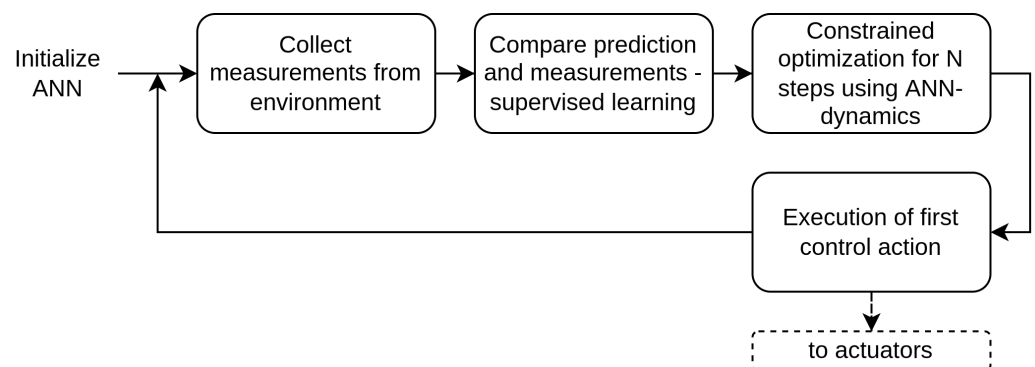 Initialize
ANN
Collect
measurements from
environment
Compare prediction
and measurements -
supervised learning
Constrained
optimization for N
steps using ANN-
dynamics
Execution of first
control action
to actuators